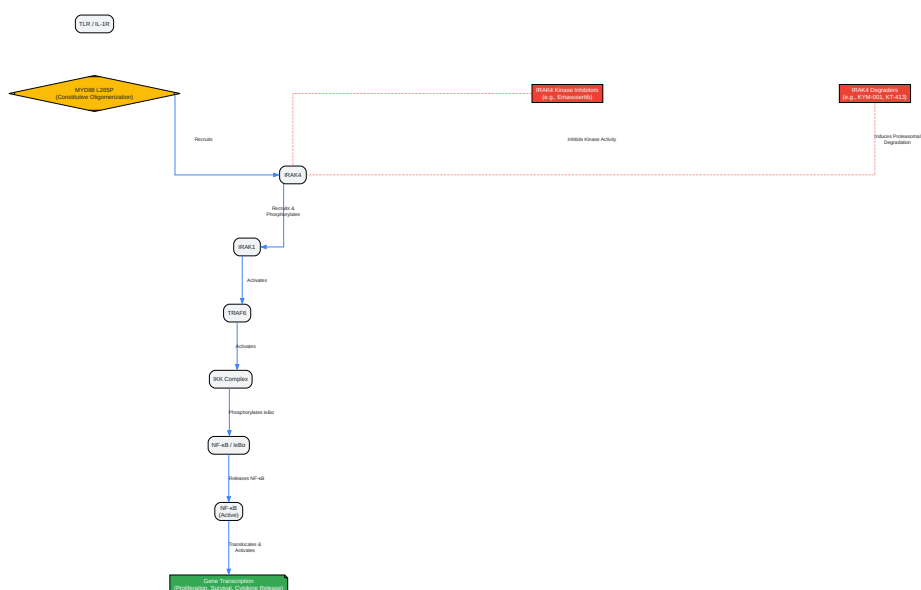 TLR / IL-1R
MYD88 L265P
(Constitutive Oligomerization)
IRAK4 Kinase Inhibitors
(e.g., Emavusertib)
IRAK4 Degraders
(e.g., KYM-001, KT-413)
Recruits
Inhibits Kinase Activity
Induces Proteasomal
Degradation
IRAK4
Recruits &
Phosphorylates
IRAK1
Activates
TRAF6
Activates
IKK Complex
Phosphorylates IκBα
NF-κB / IκBα
Releases NF-κB
NF-κB
(Active)
Translocates &
Activates
Gene Transcription
(Proliferation, Survival, Cytokine Release)